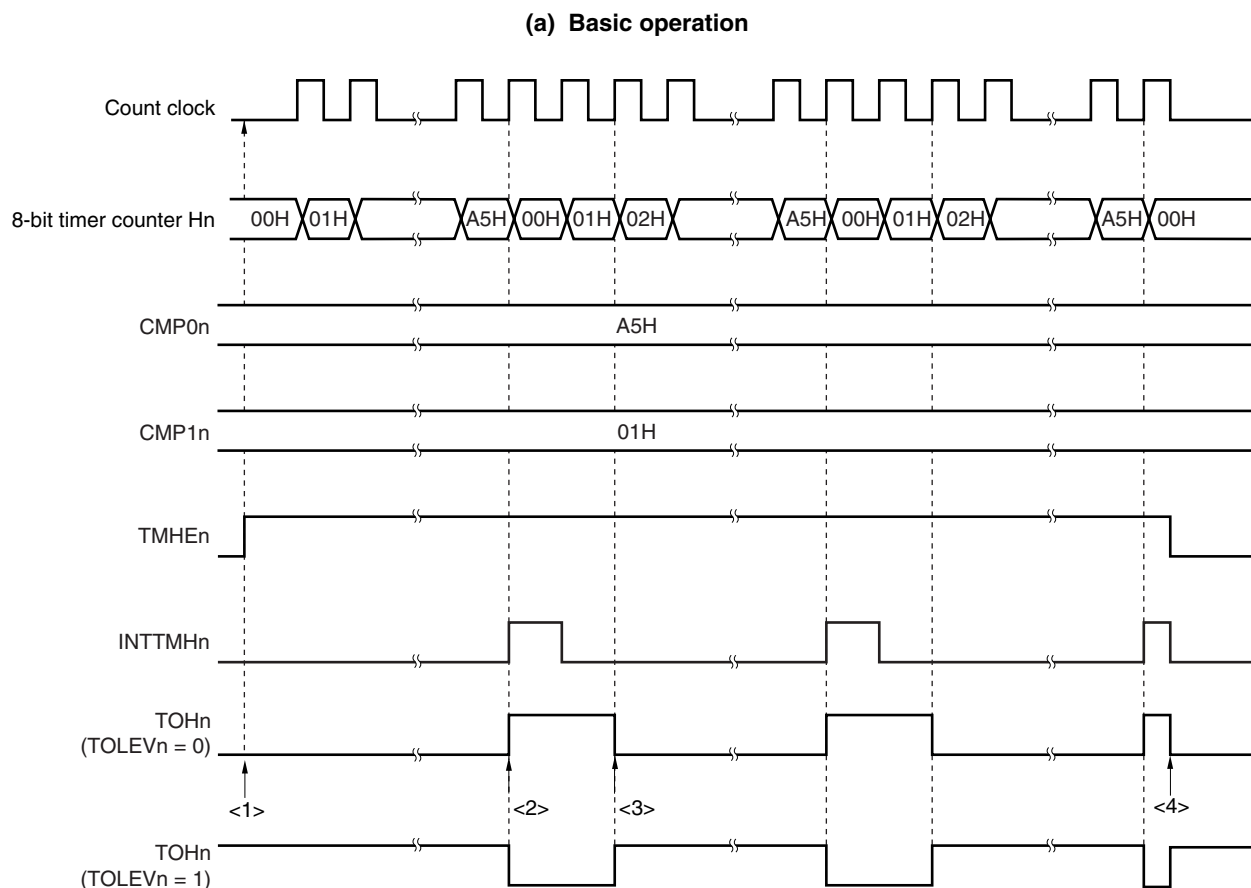 (a) Basic operation
Count clock
8-bit timer counter Hn
00H 01H A5H 00H 01H 02H A5H 00H 01H 02H A5H 00H
CMP0n
A5H
CMP1n
01H
TMHEn
INTTMHn
TOHn
(TOLEVn = 0)
<1> <2> <3> <4>
TOHn
(TOLEVn = 1)